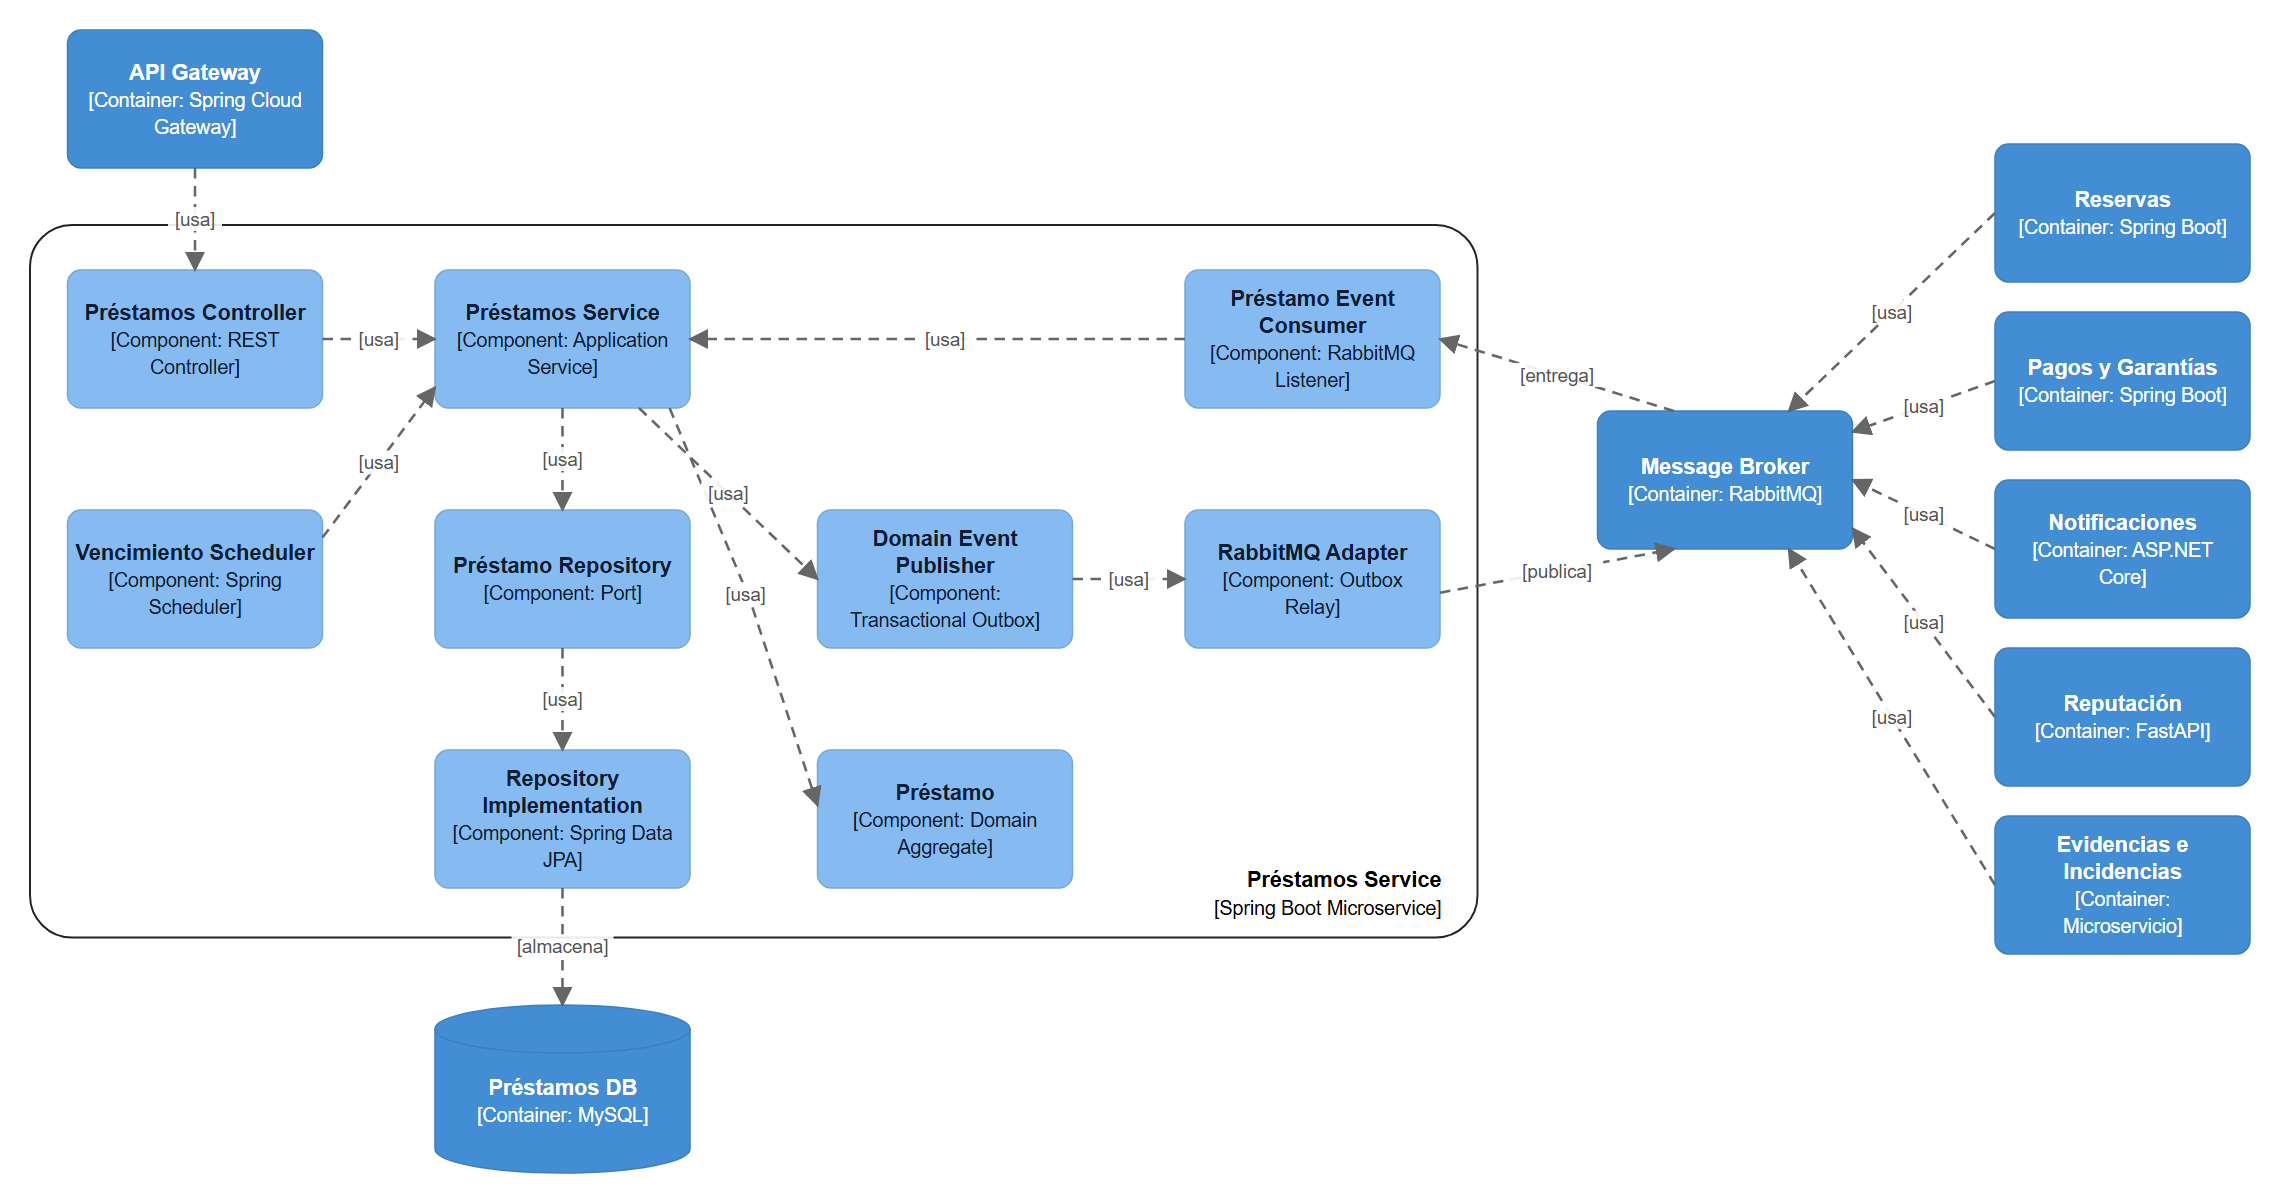 API Gateway
[Container: Spring Cloud
Gateway]
[usa]
Préstamos Controller
[Component: REST
Controller]
[usa]
Préstamos Service
[Component: Application
Service]
[usa]
Préstamo Event
Consumer
[Component: RabbitMQ
Listener]
[entrega]
[usa]
Vencimiento Scheduler
[Component: Spring
Scheduler]
[usa]
Préstamo Repository
[Component: Port]
[usa]
[usa]
Domain Event
Publisher
[Component:
Transactional Outbox]
[usa]
RabbitMQ Adapter
[Component: Outbox
Relay]
[publica]
[usa]
Repository
Implementation
[Component: Spring Data
JPA]
Préstamo
[Component: Domain
Aggregate]
Préstamos Service
[Spring Boot Microservice]
[almacena]
Préstamos DB
[Container: MySQL]
Message Broker
[Container: RabbitMQ]
[usa]
[usa]
[usa]
[usa]
[usa]
Reservas
[Container: Spring Boot]
Pagos y Garantías
[Container: Spring Boot]
Notificaciones
[Container: ASP.NET
Core]
Reputación
[Container: FastAPI]
Evidencias e
Incidencias
[Container:
Microservicio]